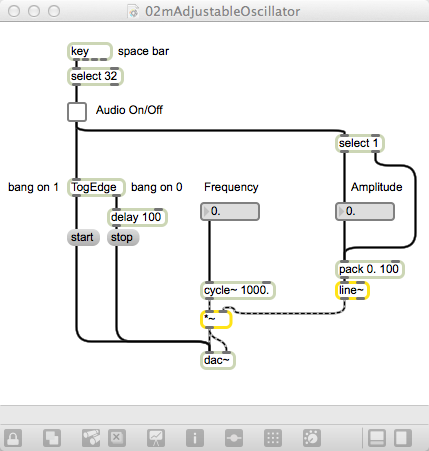 02mAdjustableOscillator
key space bar
select 32
Audio On/Off
select 1
bang on 1 TogEdge bang on 0 Frequency Amplitude
delay 100 0. 0.
start stop
pack 0. 100
cycle~ 1000. line~
*~
dac~